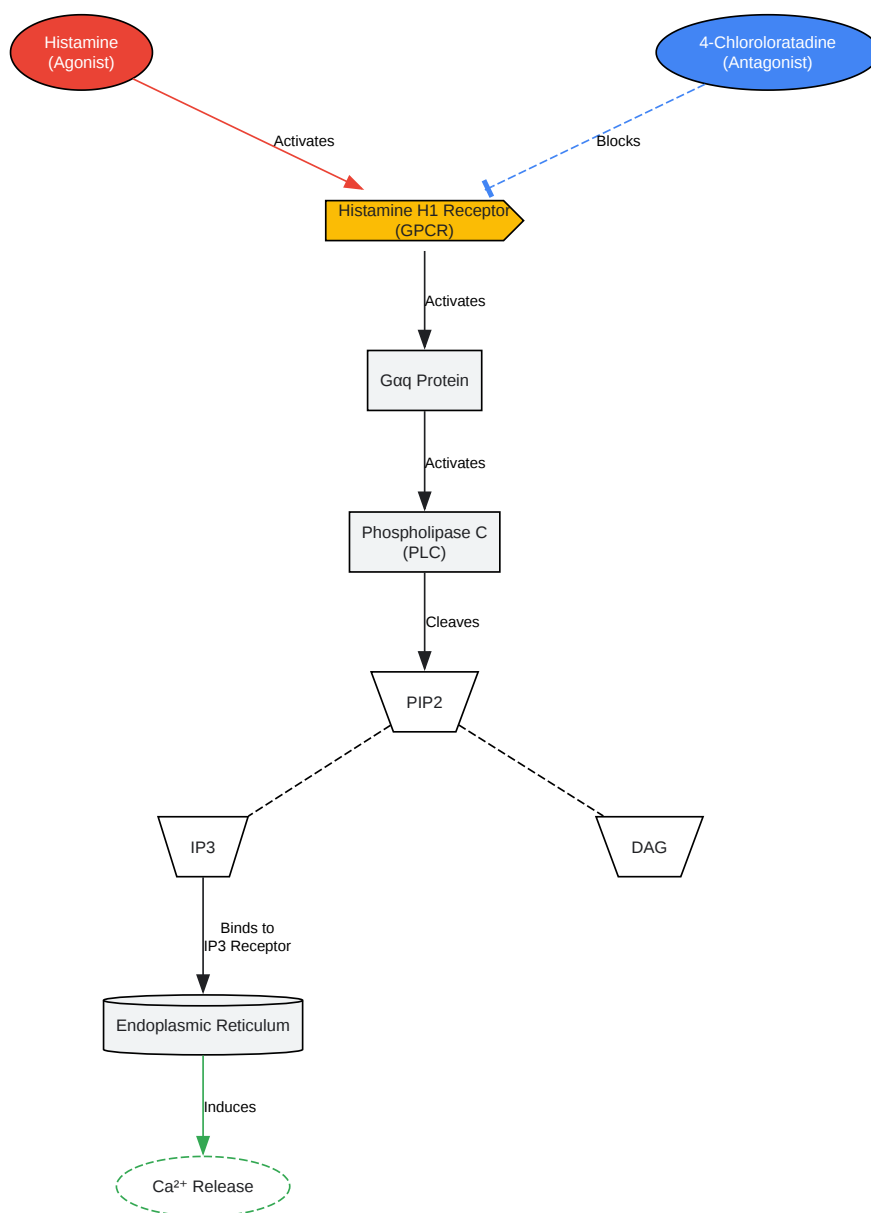 Histamine
(Agonist)
4-Chloroloratadine
(Antagonist)
Activates
Blocks
Histamine H1 Receptor
(GPCR)
Activates
Gαq Protein
Activates
Phospholipase C
(PLC)
Cleaves
PIP2
IP3
DAG
Binds to
IP3 Receptor
Endoplasmic Reticulum
Induces
Ca²⁺ Release